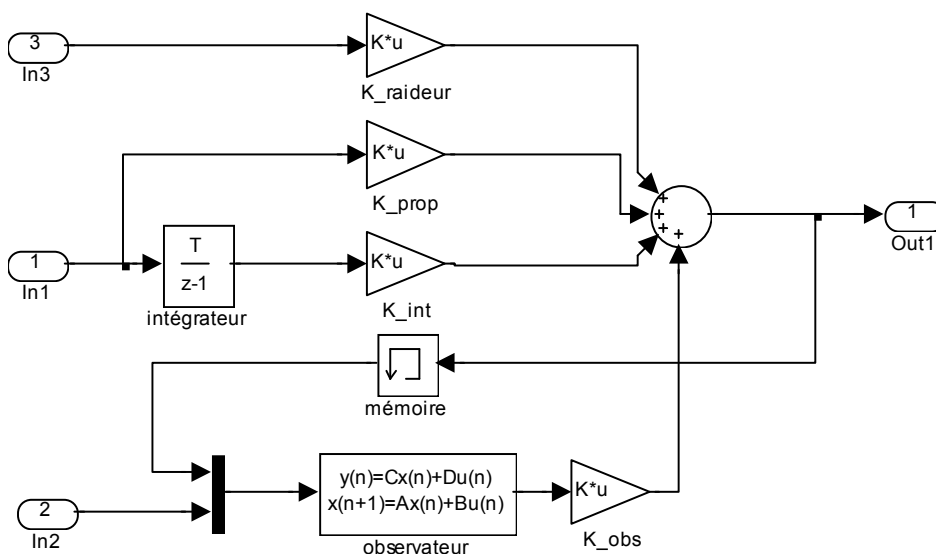 3
In3
K*u
K_raideur
K*u
K_prop
+
+
+
+
1
Out1
1
In1
T
z-1
intégrateur
K*u
K_int
mémoire
2
In2
y(n)=Cx(n)+Du(n)
x(n+1)=Ax(n)+Bu(n)
observateur
K*u
K_obs